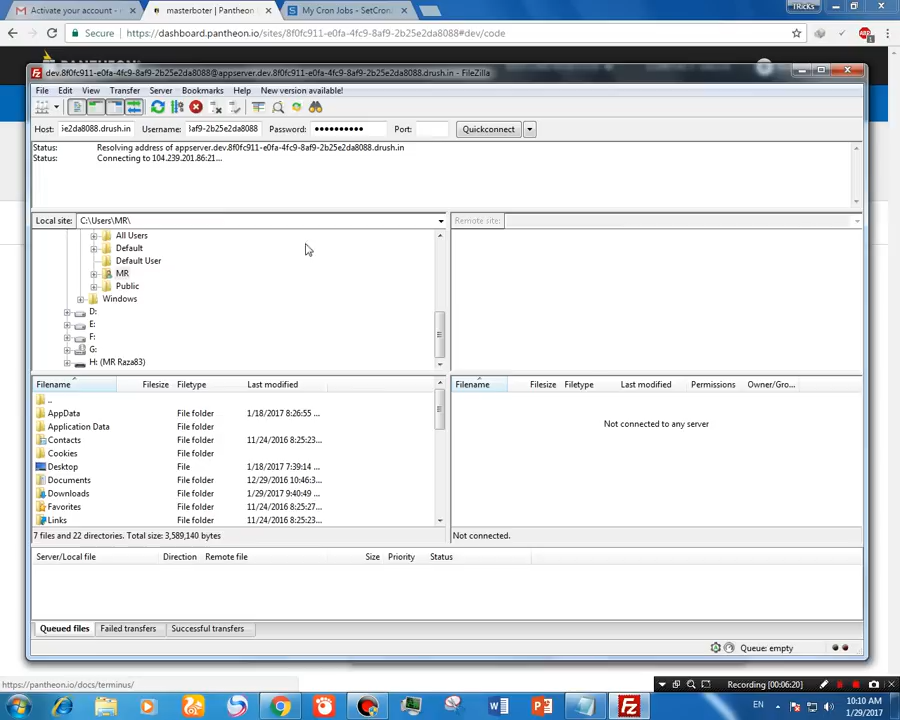 Activate your account -
masterboter | Pantheon
My Cron Jobs - SetCron.
TRicKs
Secure
https://dashboard.pantheon.io/sites/8f0fc911-e0fa-4fc9-8af9-2b25e2da8088#dev/code
dev.8f0fc911-e0fa-4fc9-8af9-2b25e2da8088@appserver.dev.8f0fc911-e0fa-4fc9-8af9-2b25e2da8088.drush.in - FileZilla
File Edit View Transfer Server Bookmarks Help New version available!
Host: ie2da8088.drush.in Username: 8af9-2b25e2da8088 Password: •••••••••• Port: Quickconnect
Status: Resolving address of appserver.dev.8f0fc911-e0fa-4fc9-8af9-2b25e2da8088.drush.in
Status: Connecting to 104.239.201.86:21...
Local site: C:\Users\MR\
Remote site:
All Users
Default
Default User
MR
Public
Windows
D:
E:
F:
G:
H: (MR Raza83)
Filename Filesize Filetype Last modified
Filename Filesize Filetype Last modified Permissions Owner/Gro...
..
AppData File folder 1/18/2017 8:26:55 ...
Application Data File folder
Contacts File folder 11/24/2016 8:25:23...
Cookies File folder
Desktop File 1/18/2017 7:39:14 ...
Documents File folder 12/29/2016 10:46:3...
Downloads File folder 1/29/2017 9:40:49 ...
Favorites File folder 11/24/2016 8:25:27...
Links File folder 11/24/2016 8:25:23...
Not connected to any server
7 files and 22 directories. Total size: 3,589,140 bytes
Not connected.
Server/Local file Direction Remote file Size Priority Status
Queued files Failed transfers Successful transfers
Queue: empty
https://pantheon.io/docs/terminus/
Recording [00:06:20]
EN
10:10 AM
1/29/2017